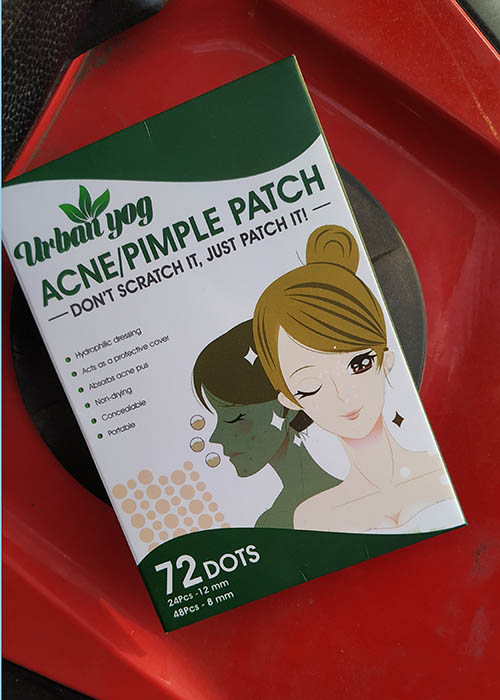 Urban yog
ACNE/PIMPLE PATCH
DON'T SCRATCH IT, JUST PATCH IT!
Hydrophilic dressing
Acts as a protective cover
Absorbs acne pus
Non-drying
Concealable
Portable
72 DOTS
24Pcs - 12 mm
48Pcs - 8 mm